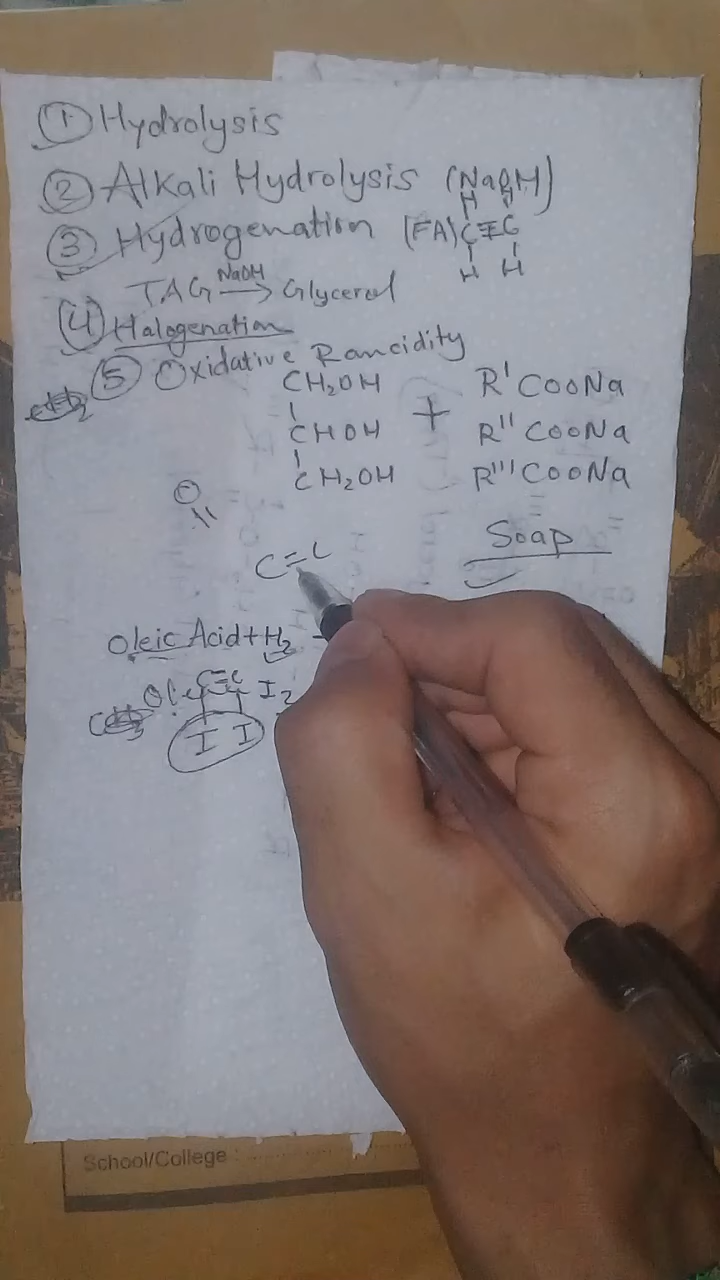 ① Hydrolysis
② Alkali Hydrolysis (NaOH)
③ Hydrogenation (FA) C=C
H H
H H
TAG NaOH → Glycerol
④ Halogenation
⑤ Oxidative Rancidity
CH₂OH
CHOH
CH₂OH
+
R' COONa
R'' COONa
R''' COONa
Soap
O
C=C
Oleic Acid + H₂
Ole C=C I₂
I I
School/College :